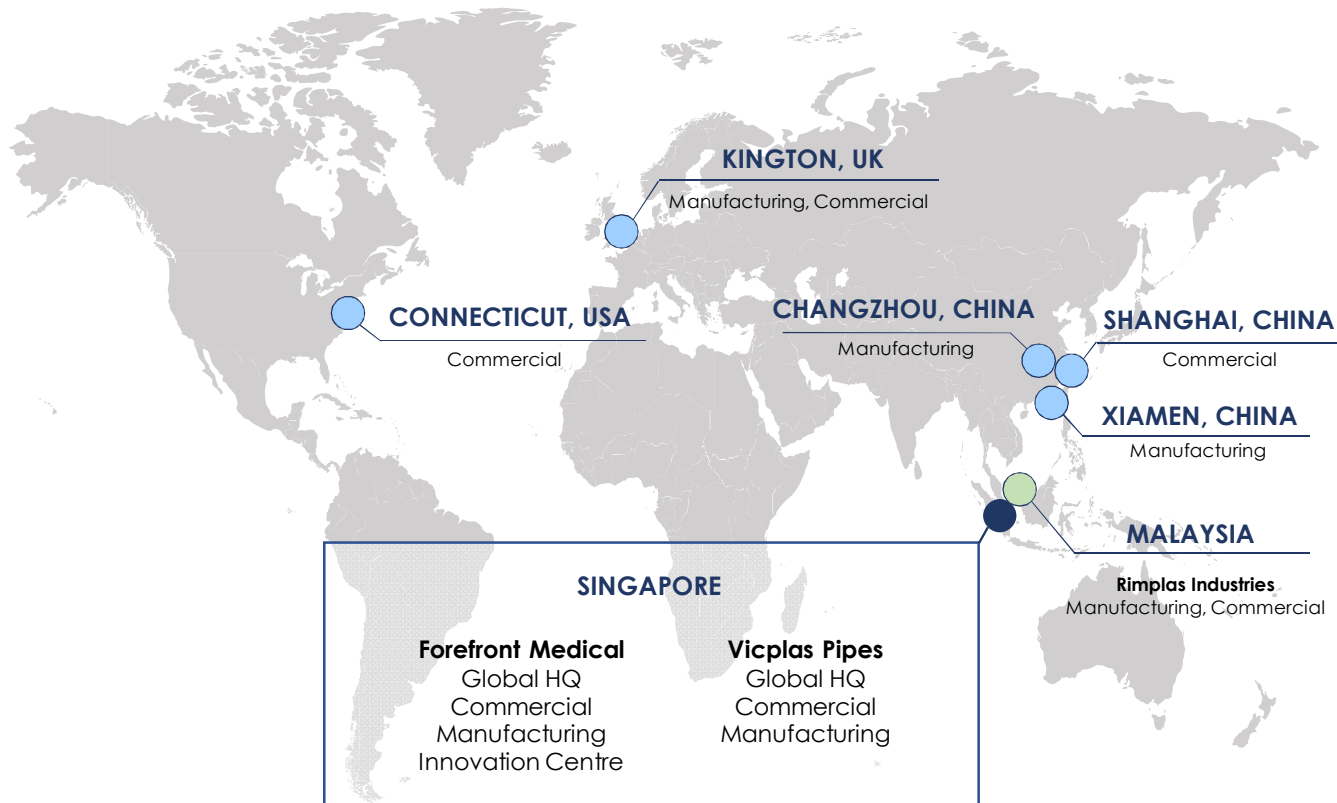 KINGTON, UK
Manufacturing, Commercial
CONNECTICUT, USA
Commercial
CHANGZHOU, CHINA
Manufacturing
SHANGHAI, CHINA
Commercial
XIAMEN, CHINA
Manufacturing
MALAYSIA
Rimplas Industries
Manufacturing, Commercial
SINGAPORE
Forefront Medical
Global HQ
Commercial
Manufacturing
Innovation Centre
Vicplas Pipes
Global HQ
Commercial
Manufacturing